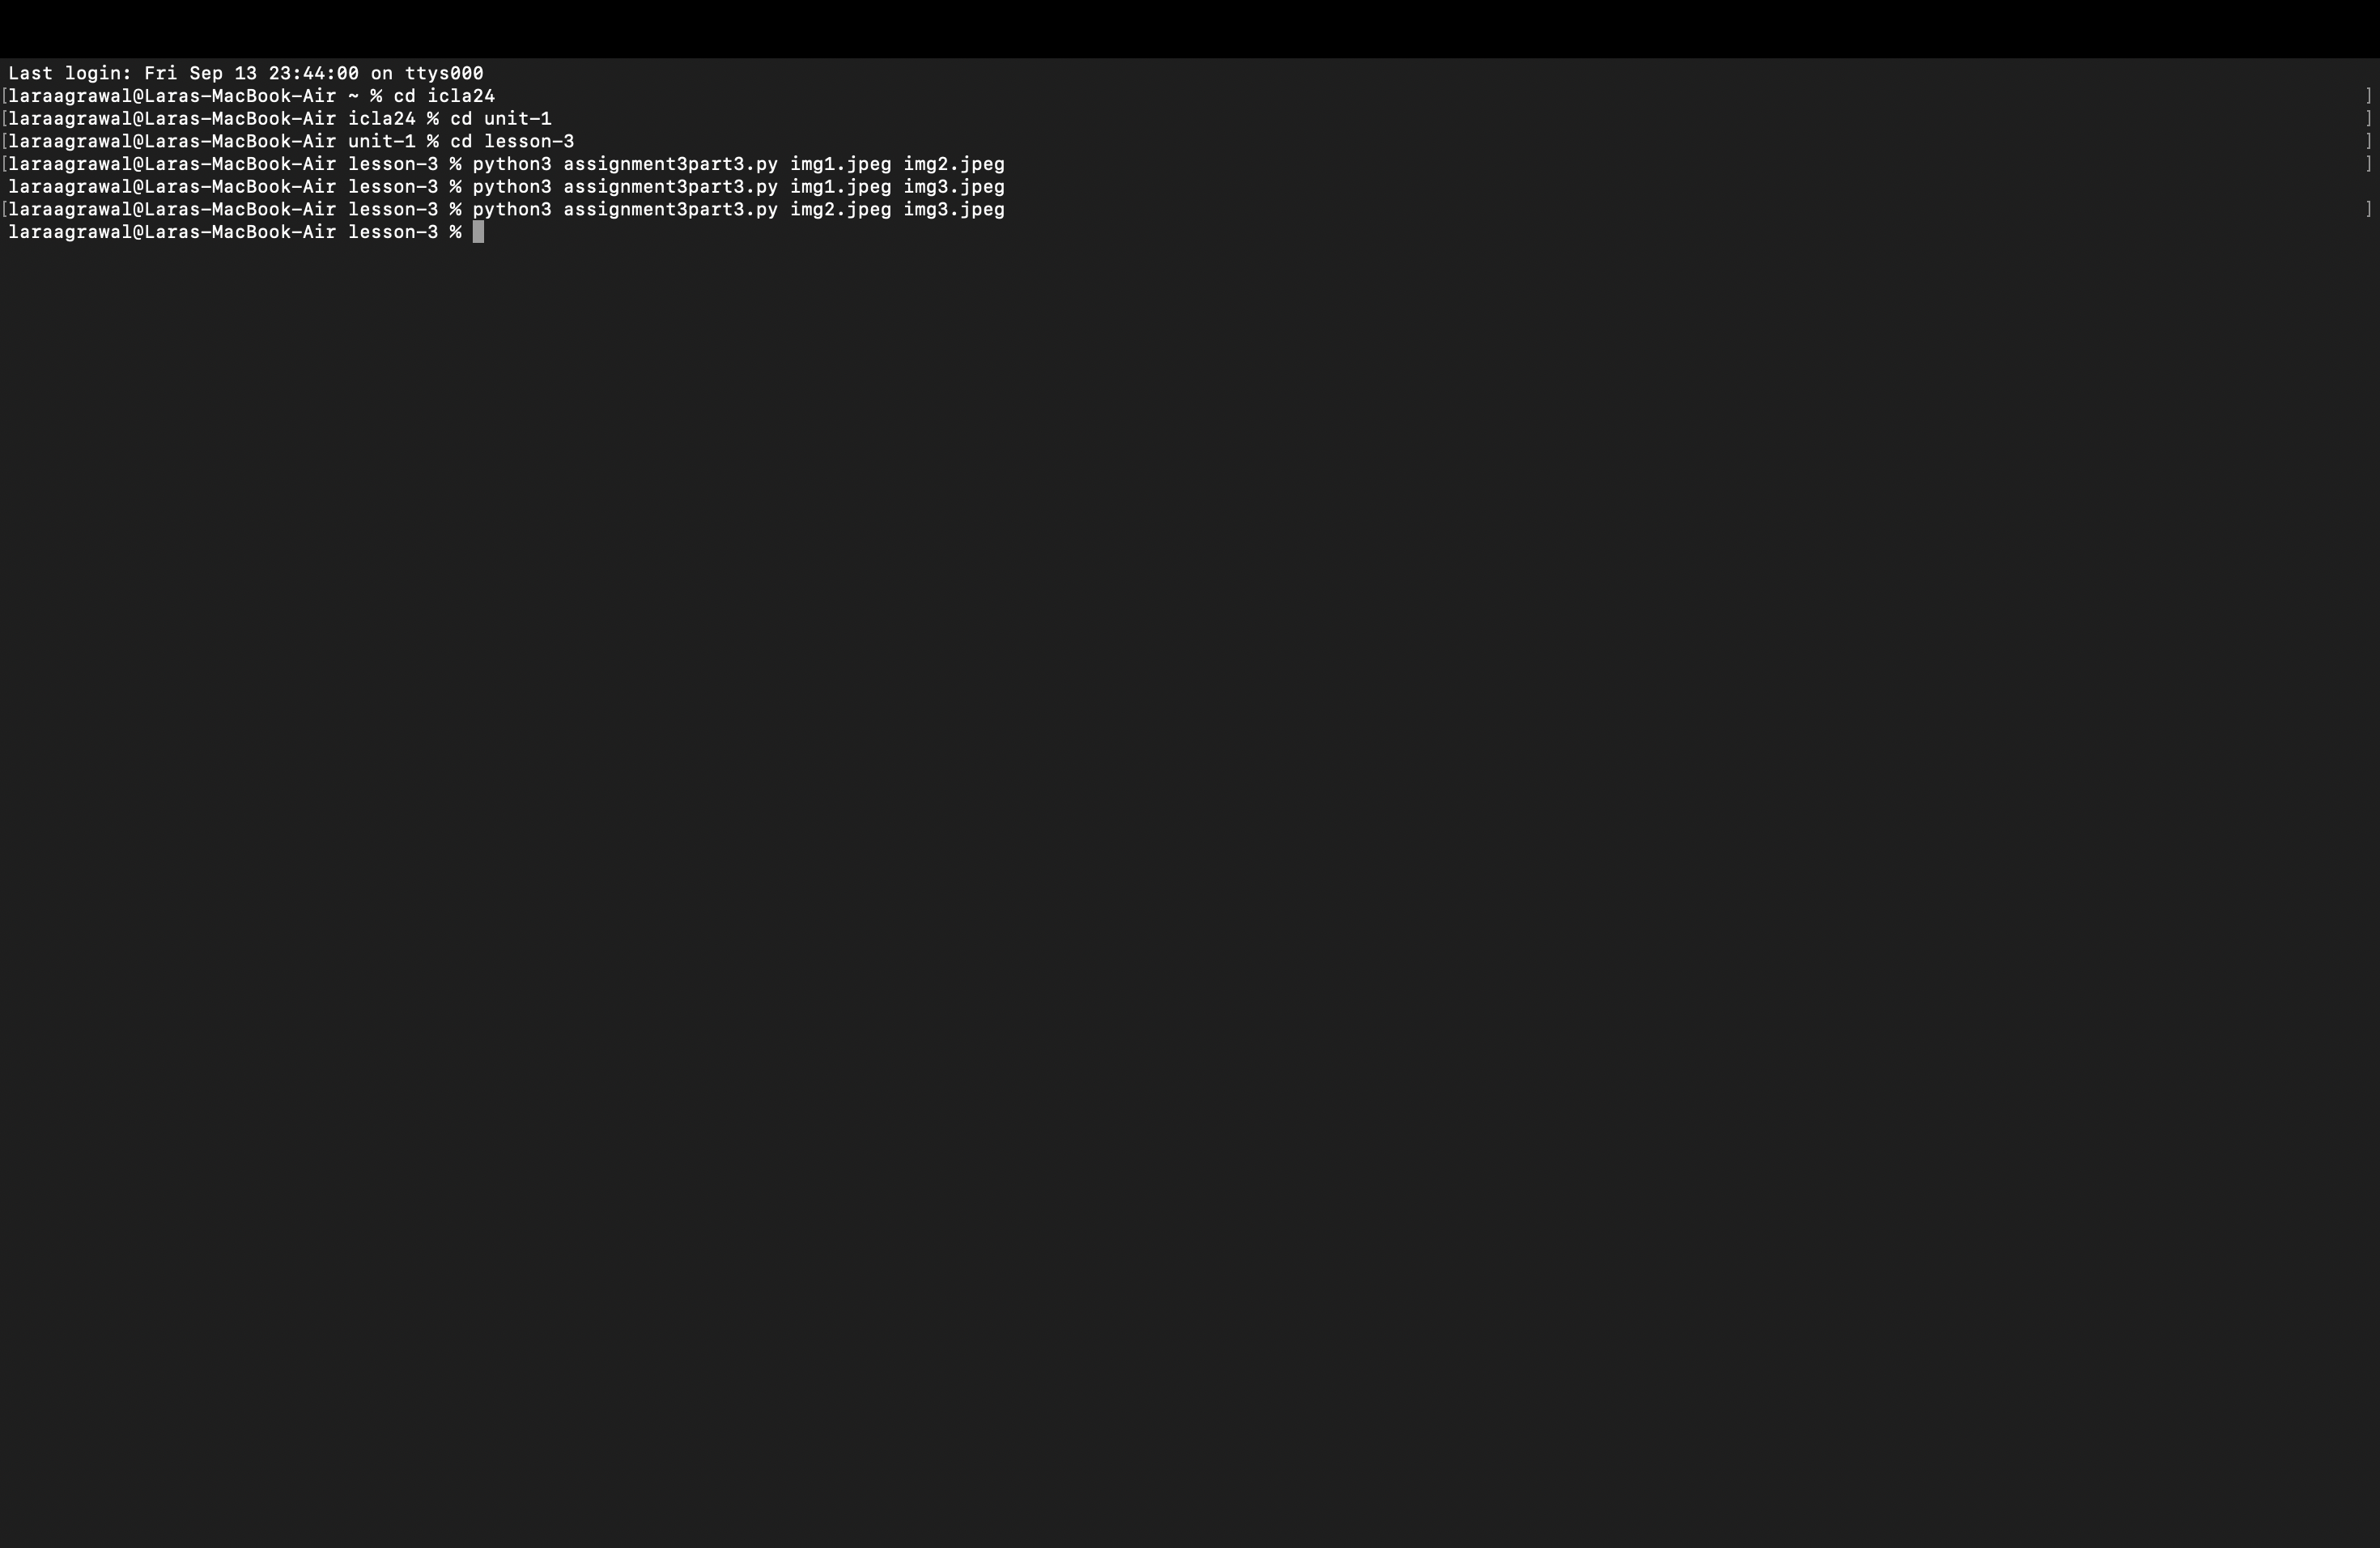 Last login: Fri Sep 13 23:44:00 on ttys000
[laraagrawal@Laras-MacBook-Air ~ % cd icla24 ]
[laraagrawal@Laras-MacBook-Air icla24 % cd unit-1 ]
[laraagrawal@Laras-MacBook-Air unit-1 % cd lesson-3 ]
[laraagrawal@Laras-MacBook-Air lesson-3 % python3 assignment3part3.py img1.jpeg img2.jpeg ]
laraagrawal@Laras-MacBook-Air lesson-3 % python3 assignment3part3.py img1.jpeg img3.jpeg
[laraagrawal@Laras-MacBook-Air lesson-3 % python3 assignment3part3.py img2.jpeg img3.jpeg ]
laraagrawal@Laras-MacBook-Air lesson-3 %